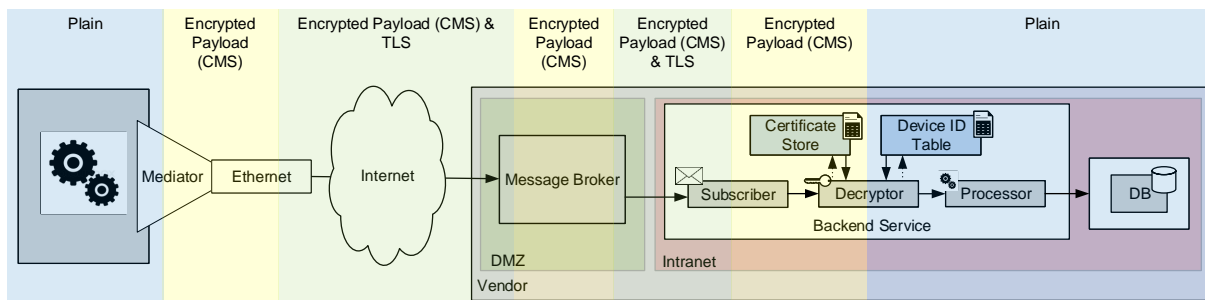 Plain
Encrypted
Payload
(CMS)
Encrypted Payload (CMS) &
TLS
Encrypted
Payload
(CMS)
Encrypted
Payload (CMS)
& TLS
Encrypted
Payload (CMS)
Plain
Mediator
Ethernet
Internet
Message Broker
DMZ
Vendor
Certificate
Store
Device ID
Table
Subscriber
Decryptor
Processor
Backend Service
Intranet
DB